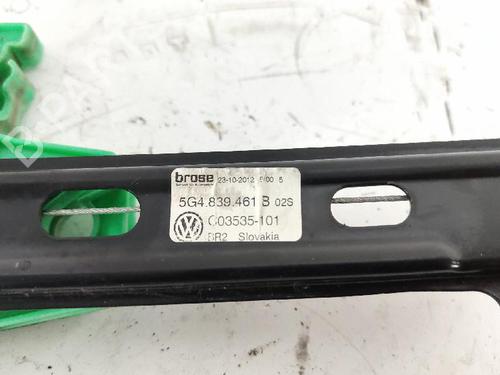 brose 23-10-2012
5G4.839.461 B 02S
C03535-101
BR2 Slovakia